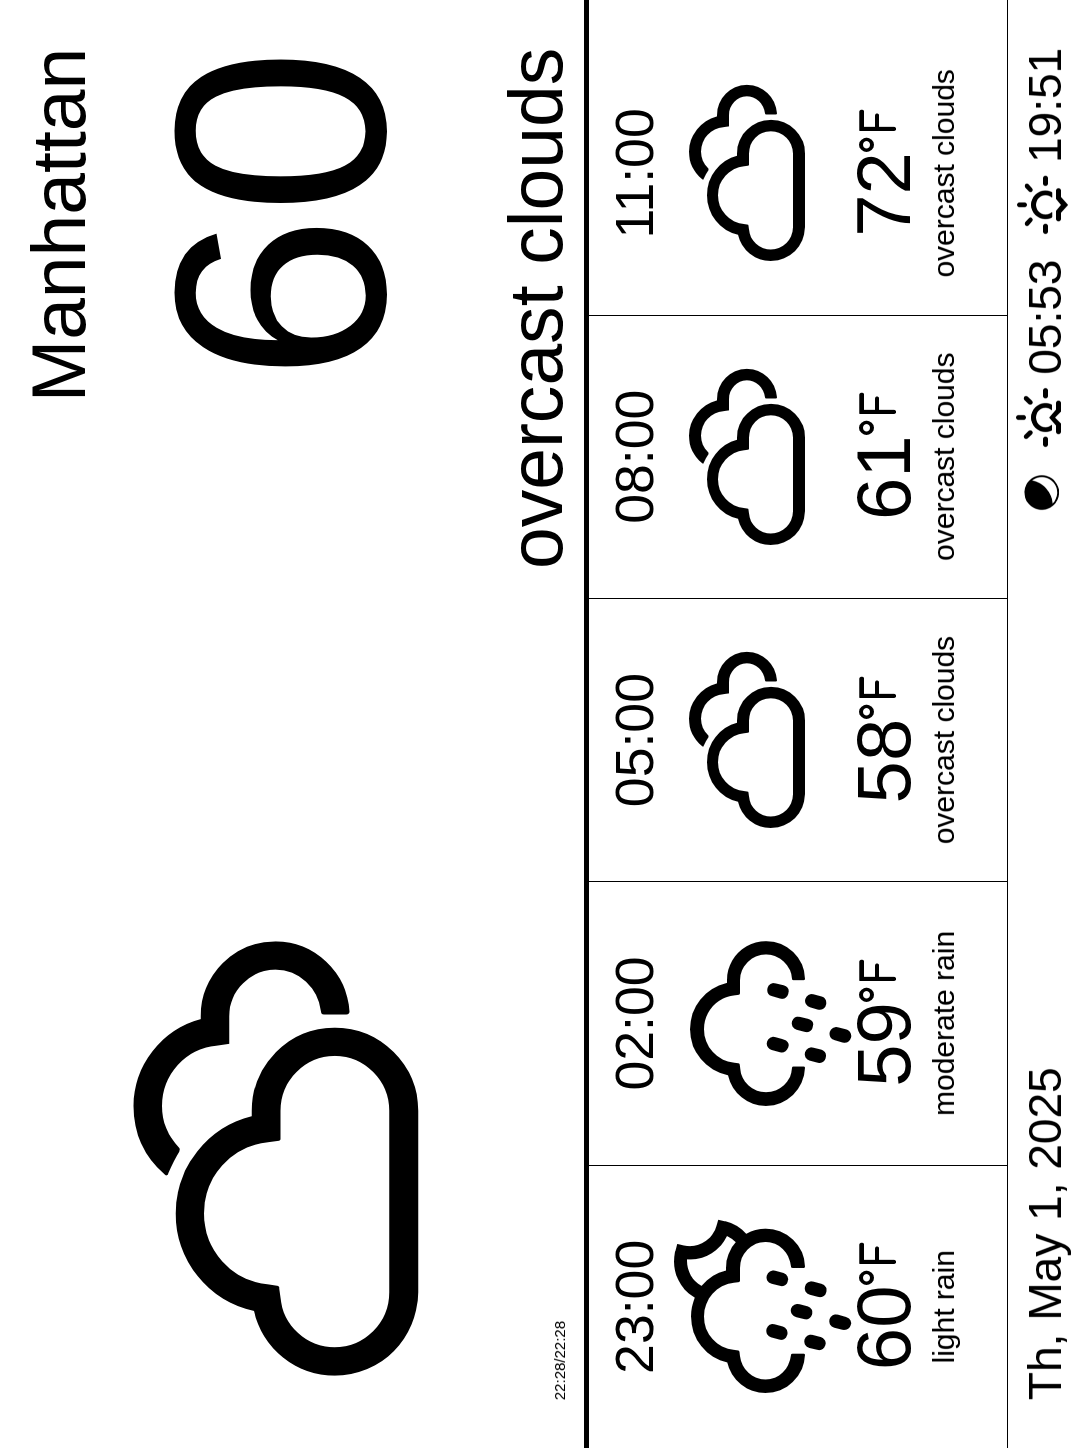 Manhattan
60
overcast clouds
22:28/22:28
23:00 02:00 05:00 08:00 11:00
60°F 59°F 58°F 61°F 72°F
light rain moderate rain overcast clouds overcast clouds overcast clouds
Th, May 1, 2025 05:53 19:51